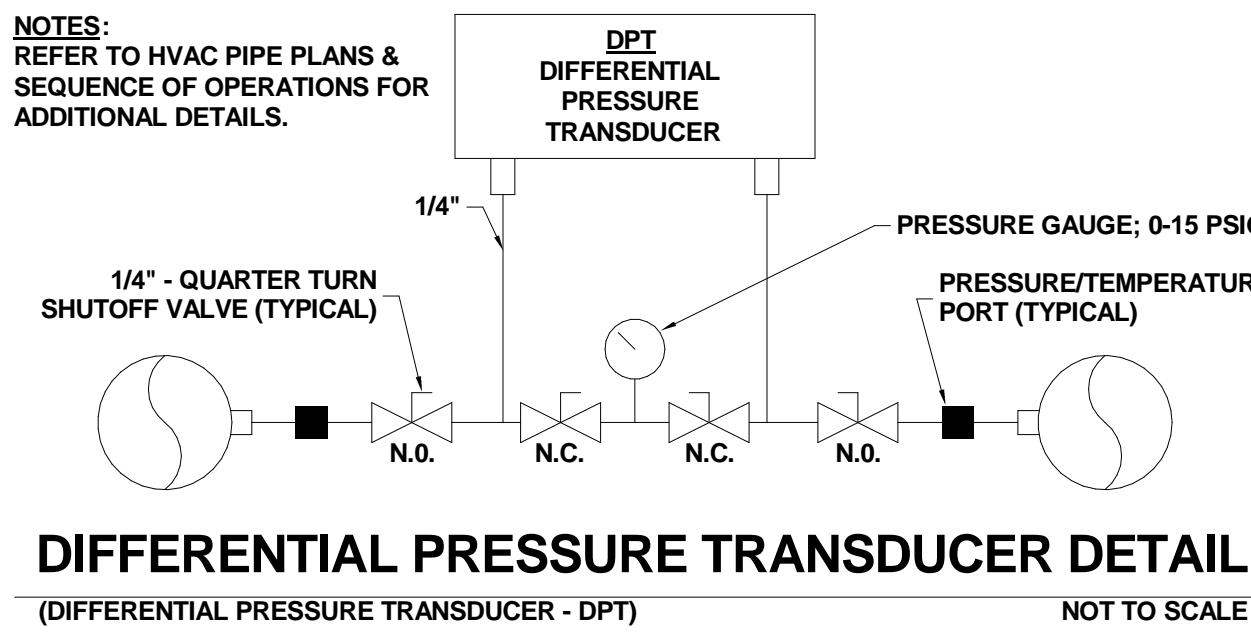 NOTES:
REFER TO HVAC PIPE PLANS &
SEQUENCE OF OPERATIONS FOR
ADDITIONAL DETAILS.
DPT
DIFFERENTIAL
PRESSURE
TRANSDUCER
1/4"
PRESSURE GAUGE; 0-15 PSIG
1/4" - QUARTER TURN
SHUTOFF VALVE (TYPICAL)
PRESSURE/TEMPERATUR
PORT (TYPICAL)
N.O.
N.C.
N.C.
N.O.
DIFFERENTIAL PRESSURE TRANSDUCER DETAIL
(DIFFERENTIAL PRESSURE TRANSDUCER - DPT)
NOT TO SCALE